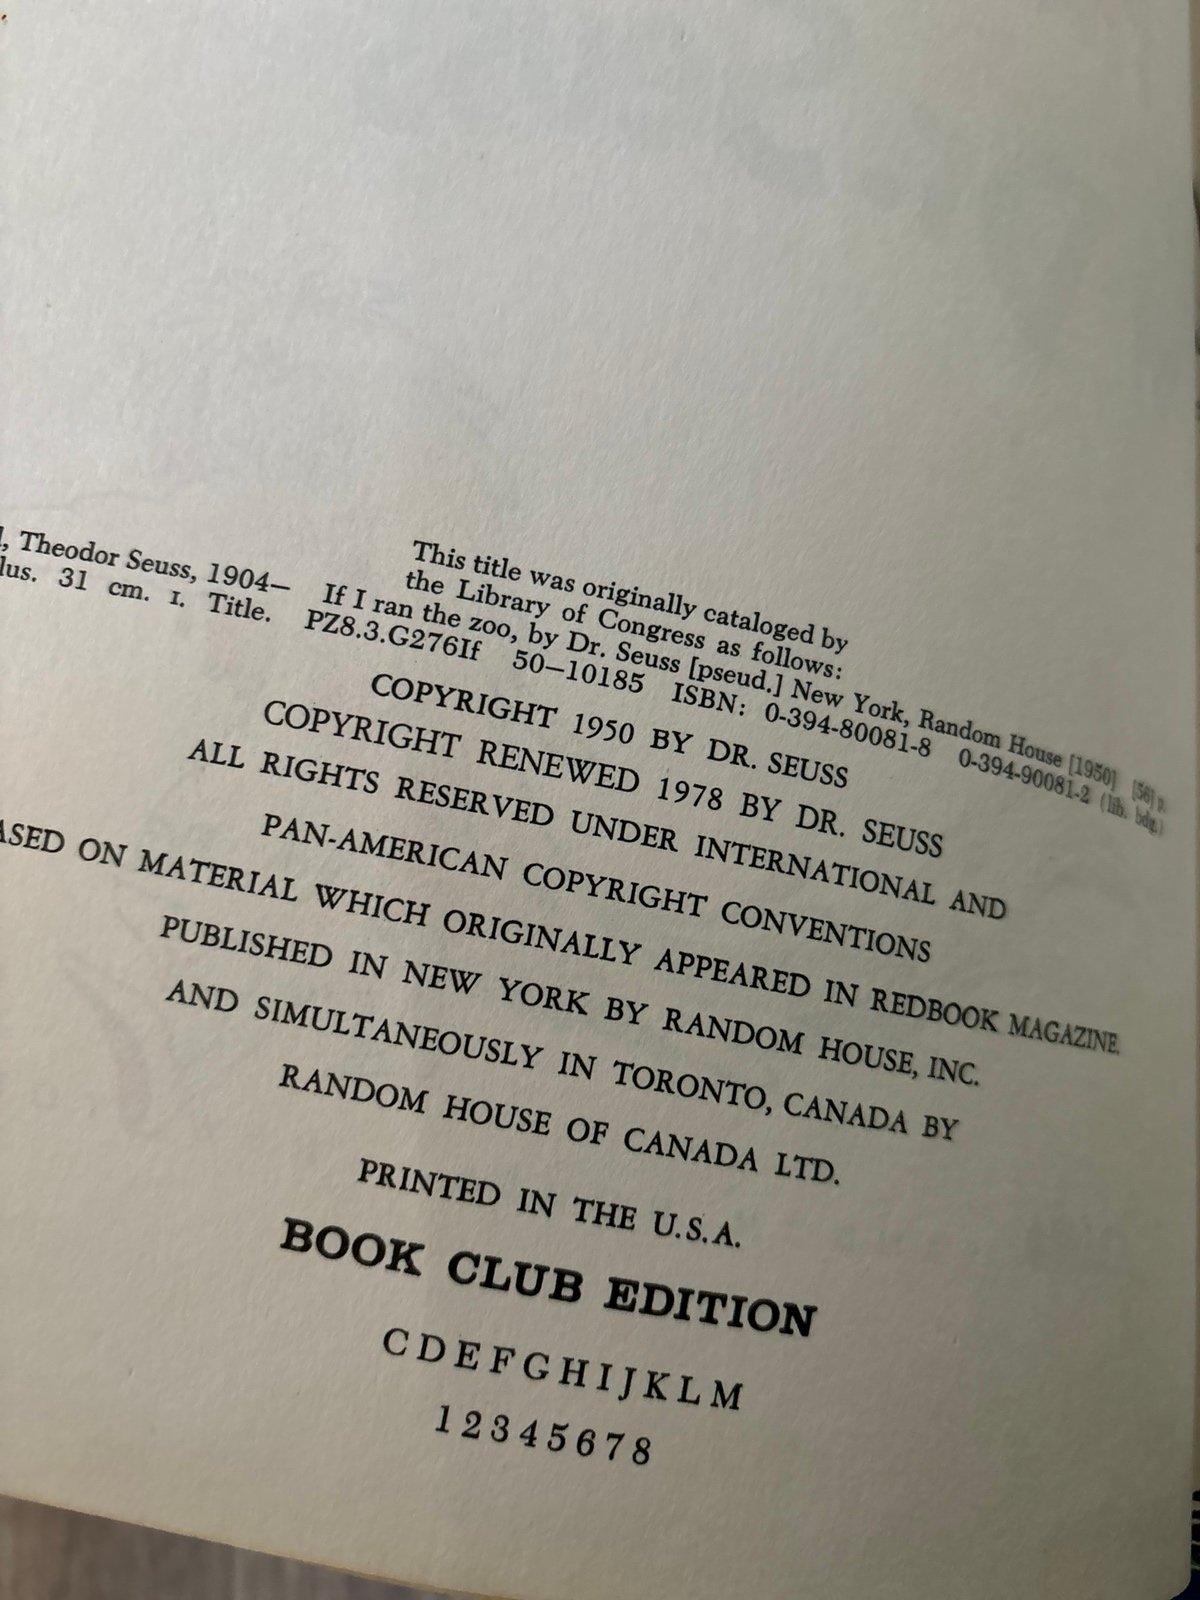 This title was originally cataloged by
the Library of Congress as follows:
, Theodor Seuss, 1904— If I ran the zoo, by Dr. Seuss [pseud.] New York, Random House [1950] [56] p.
lus. 31 cm. I. Title. PZ8.3.G276If 50—10185 ISBN: 0-394-80081-8 0-394-90081-2 (lib. bdg.)
COPYRIGHT 1950 BY DR. SEUSS
COPYRIGHT RENEWED 1978 BY DR. SEUSS
ALL RIGHTS RESERVED UNDER INTERNATIONAL AND
PAN-AMERICAN COPYRIGHT CONVENTIONS
ASED ON MATERIAL WHICH ORIGINALLY APPEARED IN REDBOOK MAGAZINE.
PUBLISHED IN NEW YORK BY RANDOM HOUSE, INC.
AND SIMULTANEOUSLY IN TORONTO, CANADA BY
RANDOM HOUSE OF CANADA LTD.
PRINTED IN THE U.S.A.
BOOK CLUB EDITION
C D E F G H I J K L M
1 2 3 4 5 6 7 8